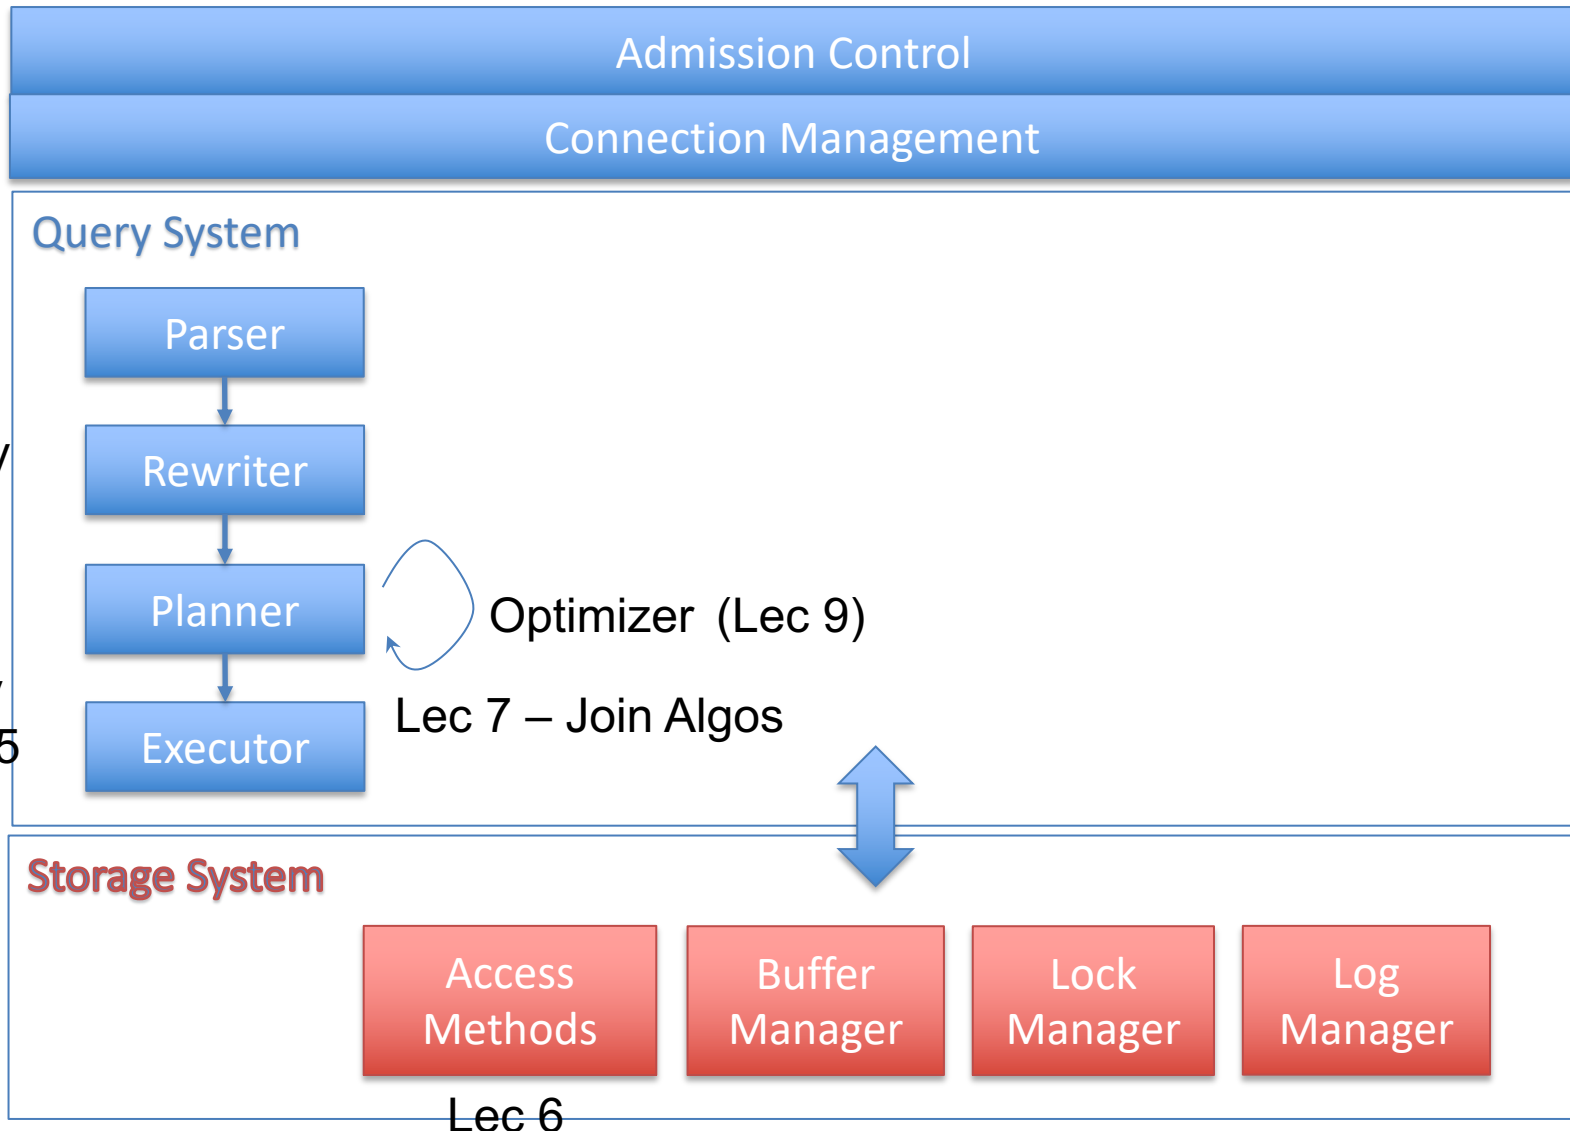 Admission Control
Connection Management
Query System
Parser
Rewriter
Planner
Optimizer (Lec 9)
Lec 7 – Join Algos
5
Executor
Storage System
Access
Methods
Buffer
Manager
Lock
Manager
Log
Manager
Lec 6